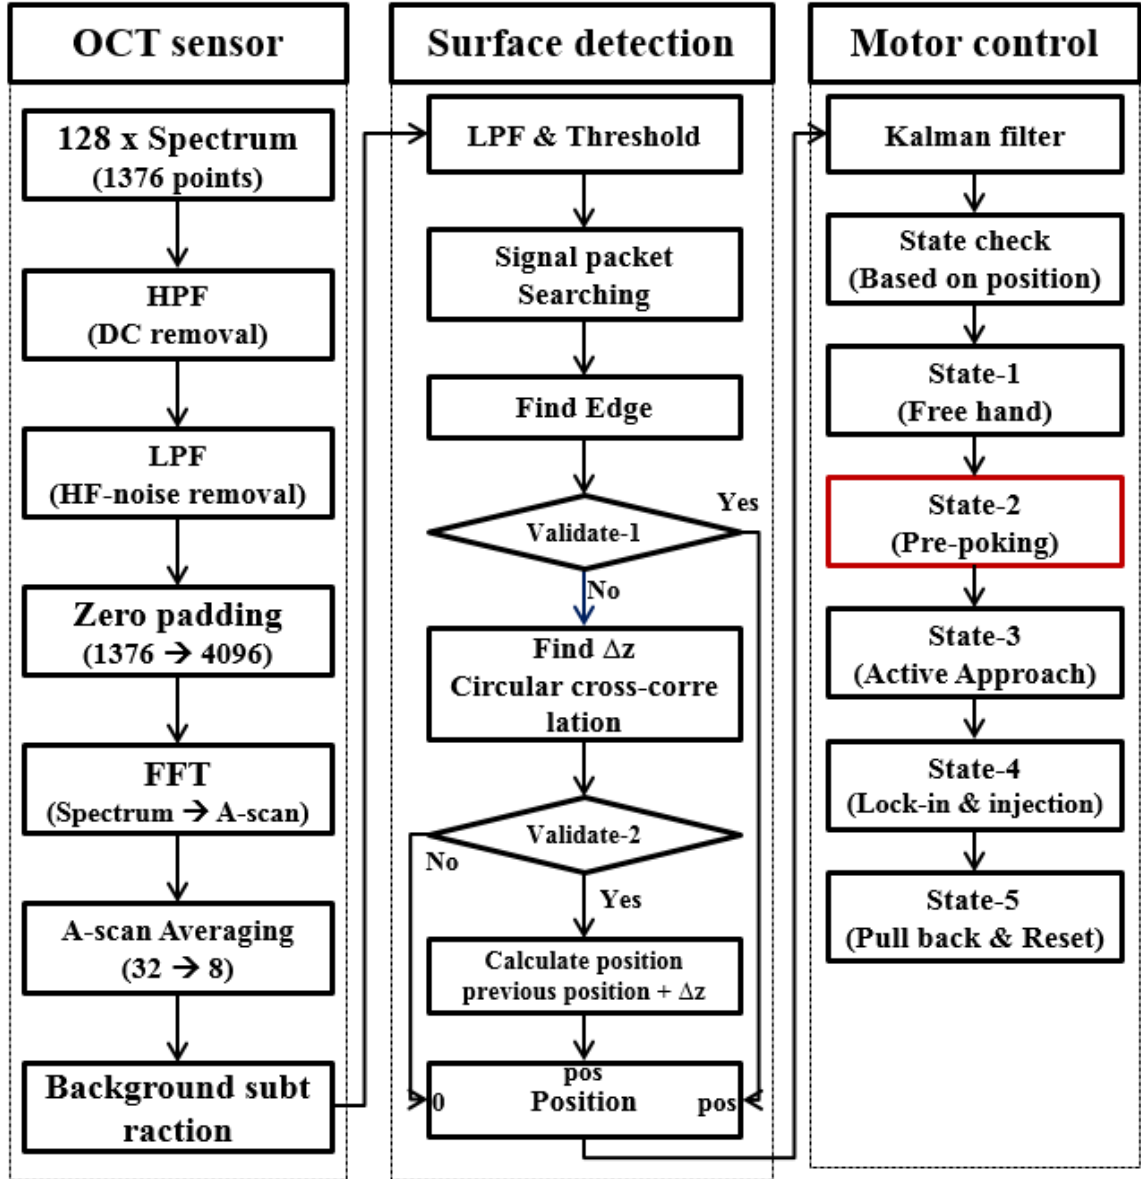 OCT sensor
128 x Spectrum
(1376 points)
HPF
(DC removal)
LPF
(HF-noise removal)
Zero padding
(1376 → 4096)
FFT
(Spectrum → A-scan)
A-scan Averaging
(32 → 8)
Background subt
raction
Surface detection
LPF & Threshold
Signal packet
Searching
Find Edge
Validate-1
Yes
No
Find Δz
Circular cross-corre
lation
Validate-2
No
Yes
Calculate position
previous position + Δz
pos
0
Position
pos
Motor control
Kalman filter
State check
(Based on position)
State-1
(Free hand)
State-2
(Pre-poking)
State-3
(Active Approach)
State-4
(Lock-in & injection)
State-5
(Pull back & Reset)